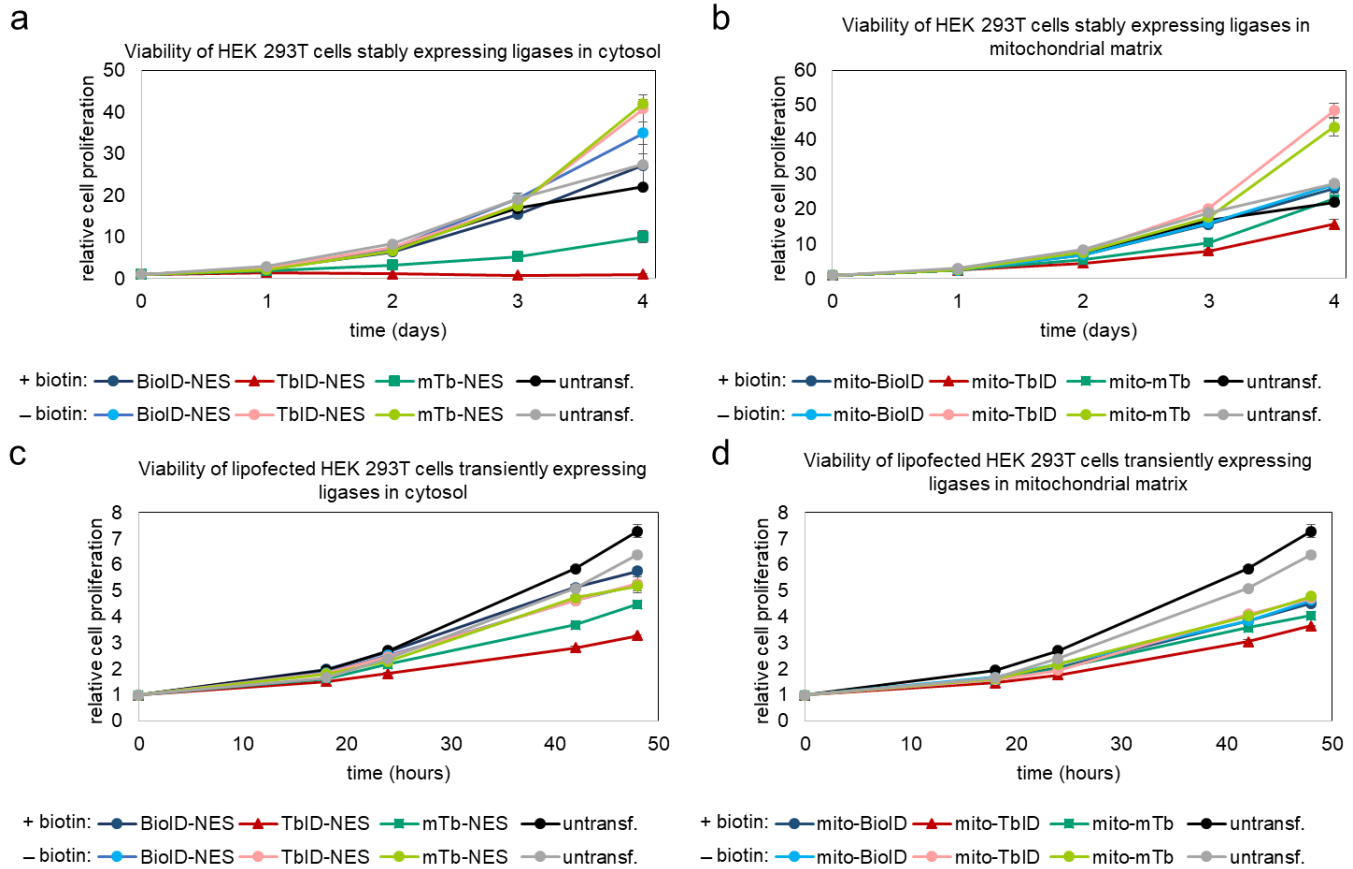 a
Viability of HEK 293T cells stably expressing ligases in cytosol
relative cell proliferation
50
40
30
20
10
0
0 1 2 3 4
time (days)
+ biotin: BioID-NES TbID-NES mTb-NES untransf.
– biotin: BioID-NES TbID-NES mTb-NES untransf.
b
Viability of HEK 293T cells stably expressing ligases in
mitochondrial matrix
relative cell proliferation
60
50
40
30
20
10
0
0 1 2 3 4
time (days)
+ biotin: mito-BioID mito-TbID mito-mTb untransf.
– biotin: mito-BioID mito-TbID mito-mTb untransf.
c
Viability of lipofected HEK 293T cells transiently expressing
ligases in cytosol
relative cell proliferation
8
7
6
5
4
3
2
1
0
0 10 20 30 40 50
time (hours)
+ biotin: BioID-NES TbID-NES mTb-NES untransf.
– biotin: BioID-NES TbID-NES mTb-NES untransf.
d
Viability of lipofected HEK 293T cells transiently expressing
ligases in mitochondrial matrix
relative cell proliferation
8
7
6
5
4
3
2
1
0
0 10 20 30 40 50
time (hours)
+ biotin: mito-BioID mito-TbID mito-mTb untransf.
– biotin: mito-BioID mito-TbID mito-mTb untransf.